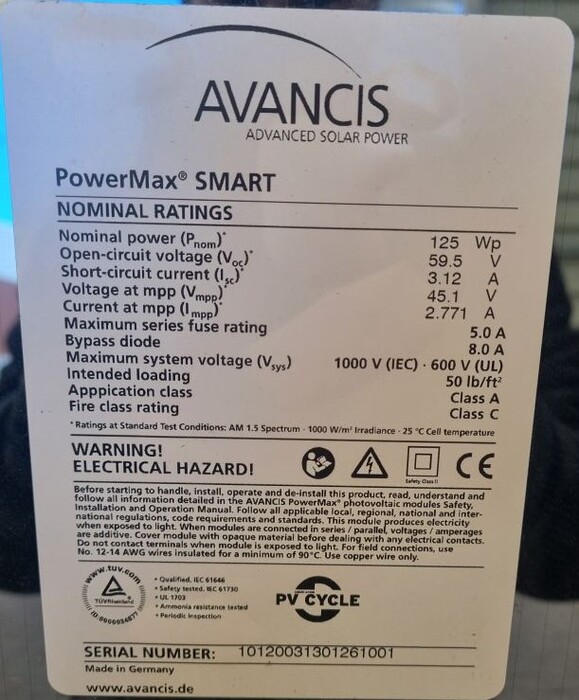 AVANCIS
ADVANCED SOLAR POWER
PowerMax® SMART
NOMINAL RATINGS
Nominal power (Pnom)* 125 Wp
Open-circuit voltage (Voc)* 59.5 V
Short-circuit current (Isc)* 3.12 A
Voltage at mpp (Vmpp)* 45.1 V
Current at mpp (Impp)* 2.771 A
Maximum series fuse rating 5.0 A
Bypass diode 8.0 A
Maximum system voltage (Vsys) 1000 V (IEC) · 600 V (UL)
Intended loading 50 lb/ft²
Apppication class Class A
Fire class rating Class C
* Ratings at Standard Test Conditions: AM 1.5 Spectrum · 1000 W/m² Irradiance · 25 °C Cell temperature
WARNING!
ELECTRICAL HAZARD!
Safety Class II
CE
Before starting to handle, install, operate and de-install this product, read, understand and
follow all information detailed in the AVANCIS PowerMax® photovoltaic modules Safety,
Installation and Operation Manual. Follow all applicable local, regional, national and inter-
national regulations, code requirements and standards. This module produces electricity
when exposed to light. When modules are connected in series / parallel, voltages / amperages
are additive. Cover module with opaque material before dealing with any electrical contacts.
Do not contact terminals when module is exposed to light. For field connections, use
No. 12-14 AWG wires insulated for a minimum of 90°C. Use copper wire only.
www.tuv.com
TÜVRheinland
ID:0000034877
• Qualified, IEC 61646
• Safety tested, IEC 61730
• UL 1703
• Ammonia resistance tested
• Periodic Inspection
PV CYCLE
SERIAL NUMBER: 10120031301261001
Made in Germany
www.avancis.de